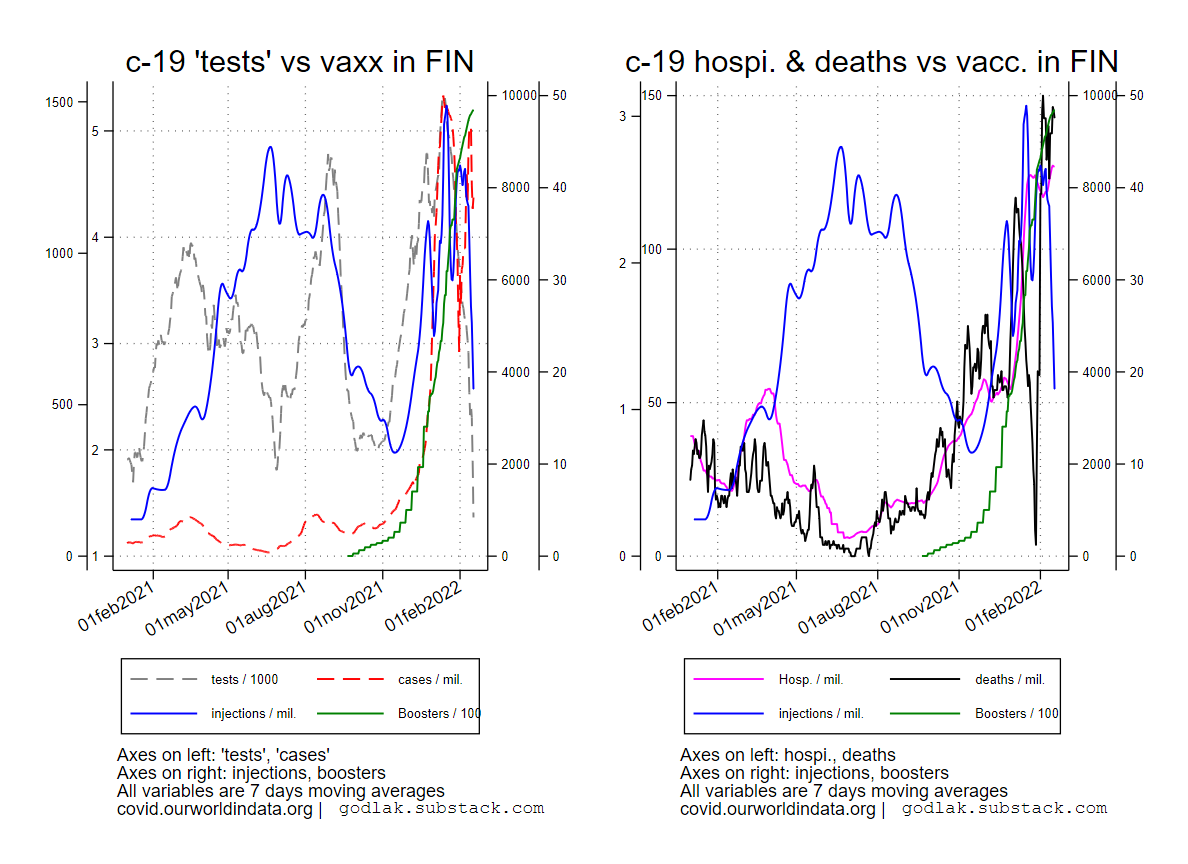 c-19 'tests' vs vaxx in FIN
1500
1000
500
0
5
4
3
2
1
10000
8000
6000
4000
2000
0
50
40
30
20
10
0
01feb2021
01may2021
01aug2021
01nov2021
01feb2022
tests / 1000
cases / mil.
injections / mil.
Boosters / 100
Axes on left: 'tests', 'cases'
Axes on right: injections, boosters
All variables are 7 days moving averages
covid.ourworldindata.org | godlak.substack.com
c-19 hospi. & deaths vs vacc. in FIN
3
2
1
0
150
100
50
0
10000
8000
6000
4000
2000
0
50
40
30
20
10
0
01feb2021
01may2021
01aug2021
01nov2021
01feb2022
Hosp. / mil.
deaths / mil.
injections / mil.
Boosters / 100
Axes on left: hospi., deaths
Axes on right: injections, boosters
All variables are 7 days moving averages
covid.ourworldindata.org | godlak.substack.com